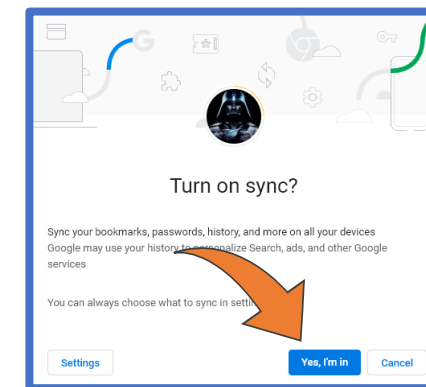 Turn on sync?
Sync your bookmarks, passwords, history, and more on all your devices
Google may use your history to personalize Search, ads, and other Google
services
You can always choose what to sync in
Settings
Yes, I'm in
Cancel